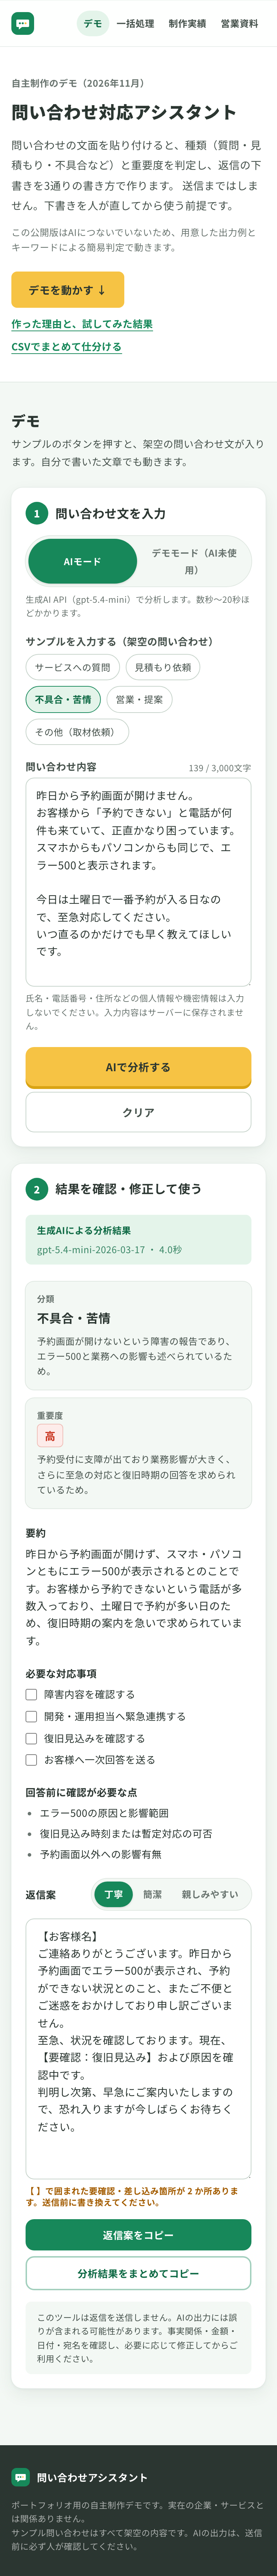 デモ 一括処理 制作実績 営業資料
自主制作のデモ（2026年11月）
問い合わせ対応アシスタント
問い合わせの文面を貼り付けると、種類（質問・見
積もり・不具合など）と重要度を判定し、返信の下
書きを3通りの書き方で作ります。 送信まではしま
せん。下書きを人が直してから使う前提です。
この公開版はAIにつないでいないため、用意した出力例と
キーワードによる簡易判定で動きます。
デモを動かす ↓
作った理由と、試してみた結果
CSVでまとめて仕分ける
デモ
サンプルのボタンを押すと、架空の問い合わせ文が入り
ます。自分で書いた文章でも動きます。
1 問い合わせ文を入力
AIモード
デモモード（AI未使
用）
生成AI API（gpt-5.4-mini）で分析します。数秒〜20秒ほ
どかかります。
サンプルを入力する（架空の問い合わせ）
サービスへの質問 見積もり依頼
不具合・苦情 営業・提案
その他（取材依頼）
問い合わせ内容 139 / 3,000文字
昨日から予約画面が開けません。
お客様から「予約できない」と電話が何
件も来ていて、正直かなり困っています。
スマホからもパソコンからも同じで、エ
ラー500と表示されます。
今日は土曜日で一番予約が入る日なの
で、至急対応してください。
いつ直るのかだけでも早く教えてほしい
です。
氏名・電話番号・住所などの個人情報や機密情報は入力
しないでください。入力内容はサーバーに保存されませ
ん。
AIで分析する
クリア
2 結果を確認・修正して使う
生成AIによる分析結果
gpt-5.4-mini-2026-03-17 ・ 4.0秒
分類
不具合・苦情
予約画面が開けないという障害の報告であり、
エラー500と業務への影響も述べられているた
め。
重要度
高
予約受付に支障が出ており業務影響が大きく、
さらに至急の対応と復旧時期の回答を求められ
ているため。
要約
昨日から予約画面が開けず、スマホ・パソコ
ンともにエラー500が表示されるとのことで
す。お客様から予約できないという電話が多
数入っており、土曜日で予約が多い日のた
め、復旧時期の案内を急いで求められていま
す。
必要な対応事項
障害内容を確認する
開発・運用担当へ緊急連携する
復旧見込みを確認する
お客様へ一次回答を送る
回答前に確認が必要な点
• エラー500の原因と影響範囲
• 復旧見込み時刻または暫定対応の可否
• 予約画面以外への影響有無
返信案 丁寧 簡潔 親しみやすい
【お客様名】
ご連絡ありがとうございます。昨日から
予約画面でエラー500が表示され、予約
ができない状況とのこと、またご不便と
ご迷惑をおかけしており申し訳ございま
せん。
至急、状況を確認しております。現在、
【要確認：復旧見込み】および原因を確
認中です。
判明し次第、早急にご案内いたしますの
で、恐れ入りますが今しばらくお待ちく
ださい。
【 】で囲まれた要確認・差し込み箇所が 2 か所ありま
す。送信前に書き換えてください。
返信案をコピー
分析結果をまとめてコピー
このツールは返信を送信しません。AIの出力には誤
りが含まれる可能性があります。事実関係・金額・
日付・宛名を確認し、必要に応じて修正してからご
利用ください。
問い合わせアシスタント
ポートフォリオ用の自主制作デモです。実在の企業・サービスと
は関係ありません。
サンプル問い合わせはすべて架空の内容です。AIの出力は、送信
前に必ず人が確認してください。